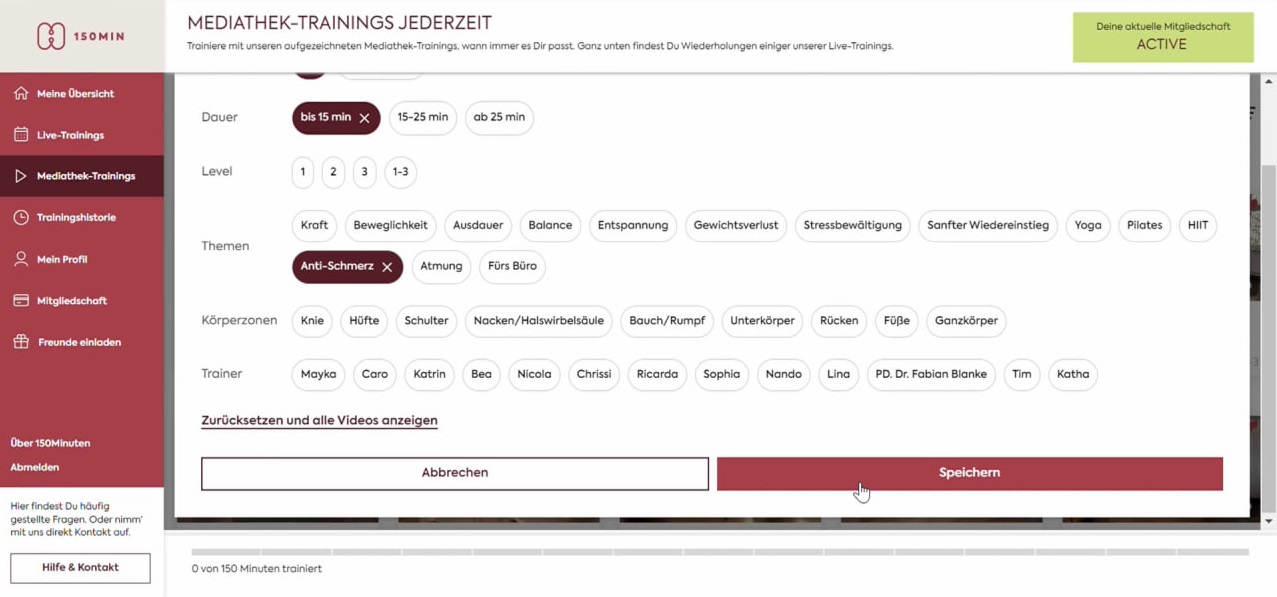 150MIN
MEDIATHEK-TRAININGS JEDERZEIT
Trainiere mit unseren aufgezeichneten Mediathek-Trainings, wann immer es Dir passt. Ganz unten findest Du Wiederholungen einiger unserer Live-Trainings.
Deine aktuelle Mitgliedschaft
ACTIVE
Meine Übersicht
Live-Trainings
Mediathek-Trainings
Trainingshistorie
Mein Profil
Mitgliedschaft
Freunde einladen
Über 150Minuten
Abmelden
Hier findest Du häufig
gestellte Fragen. Oder nimm'
mit uns direkt Kontakt auf.
Hilfe & Kontakt
Dauer bis 15 min 15-25 min ab 25 min
Level 1 2 3 1-3
Themen
Kraft Beweglichkeit Ausdauer Balance Entspannung Gewichtsverlust Stressbewältigung Sanfter Wiedereinstieg Yoga Pilates HIIT
Anti-Schmerz Atmung Fürs Büro
Körperzonen Knie Hüfte Schulter Nacken/Halswirbelsäule Bauch/Rumpf Unterkörper Rücken Füße Ganzkörper
Trainer Mayka Caro Katrin Bea Nicola Chrissi Ricarda Sophia Nando Lina PD. Dr. Fabian Blanke Tim Katha
Zurücksetzen und alle Videos anzeigen
Abbrechen Speichern
0 von 150 Minuten trainiert